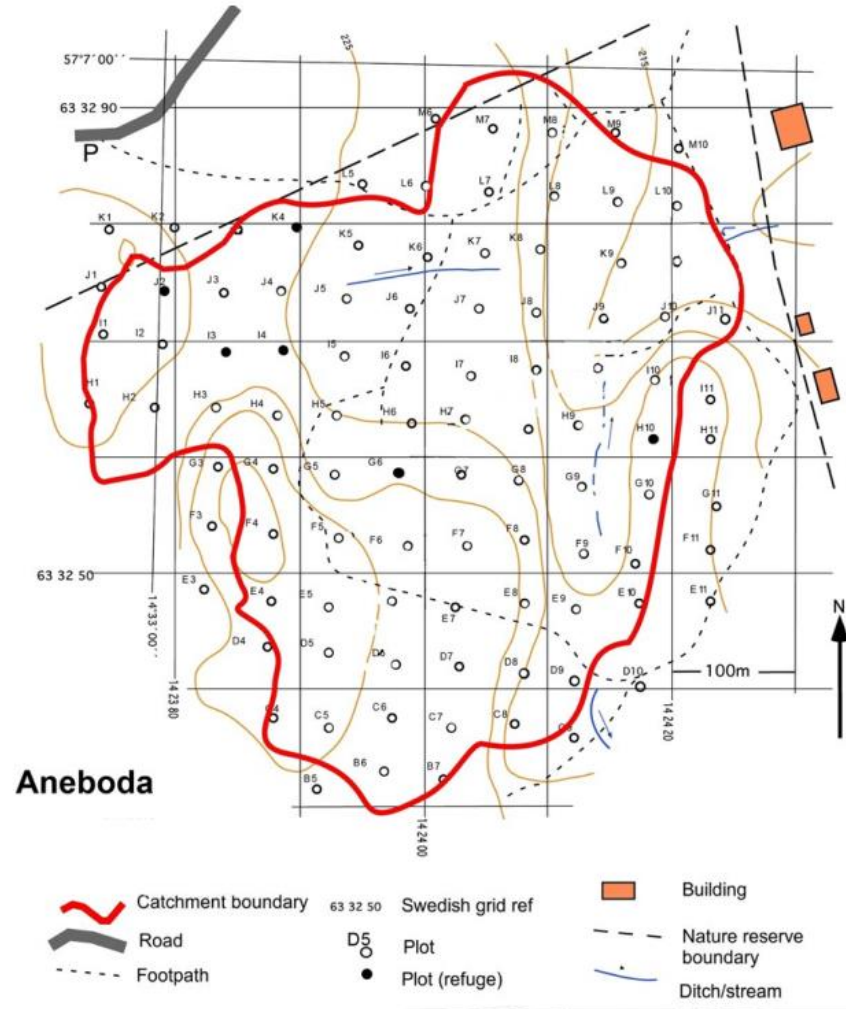 225
215
57°7´00´´
63 32 90
P
M6
M7
M8
M9
M10
L5
L6
L7
L8
L9
L10
K1
K2
K4
K5
K6
K7
K8
K9
J1
J2
J3
J4
J5
J6
J7
J8
J9
J10
J11
I1
I2
I3
I4
I5
I6
I7
I8
I10
I11
H1
H2
H3
H4
H5
H6
H7
H9
H10
H11
G3
G4
G5
G6
G7
G8
G9
G10
G11
F3
F4
F5
F6
F7
F8
F9
F10
F11
63 32 50
E3
E4
E5
E7
E8
E9
E10
E11
14°33´00´´
N
D4
D5
D6
D7
D8
D9
D10
100m
14 23 80
14 24 20
C4
C5
C6
C7
C8
C9
B5
B6
B7
Aneboda
14 24 00
Catchment boundary
Road
Footpath
63 32 50 Swedish grid ref
D5
Plot
Plot (refuge)
Building
Nature reserve
boundary
Ditch/stream